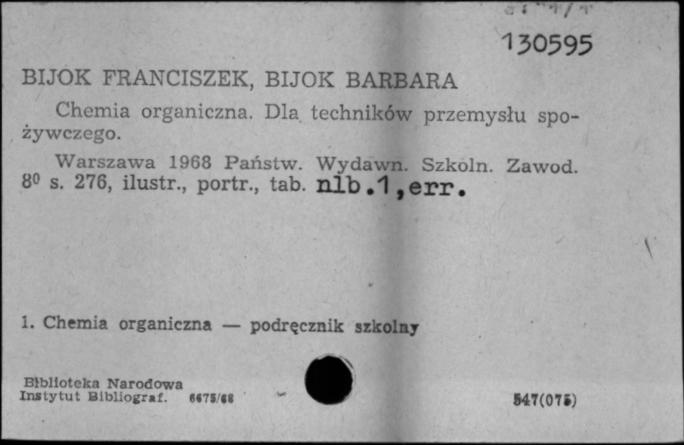 130595
BIJOK FRANCISZEK, BIJOK BARBARA
Chemia organiczna. Dla techników przemysłu spo-
żywczego.
Warszawa 1968 Państw. Wydawn. Szkoln. Zawod.
8⁰ s. 276, ilustr., portr., tab. nlb.1,err.
1. Chemia organiczna — podręcznik szkolny
Biblioteka Narodowa
Instytut Bibliograf. 6675/68
547(075)